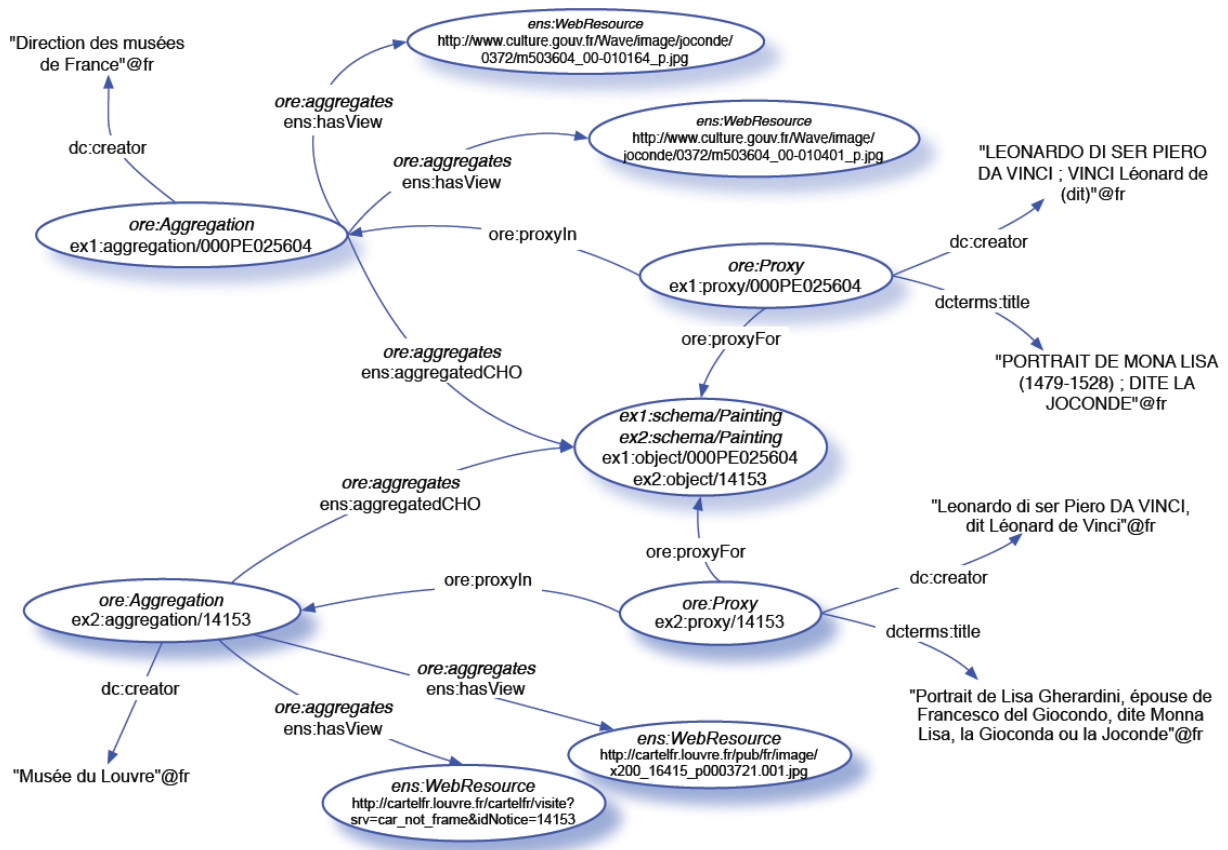 ens:WebResource
http://www.culture.gouv.fr/Wave/image/joconde/
0372/m503604_00-010164_p.jpg
"Direction des musées
de France"@fr
ore:aggregates
ens:hasView
ens:WebResource
http://www.culture.gouv.fr/Wave/image/
joconde/0372/m503604_00-010401_p.jpg
dc:creator
ore:aggregates
ens:hasView
"LEONARDO DI SER PIERO
DA VINCI ; VINCI Léonard de
(dit)"@fr
ore:Aggregation
ex1:aggregation/000PE025604
ore:proxyIn
dc:creator
ore:Proxy
ex1:proxy/000PE025604
dcterms:title
ore:proxyFor
ore:aggregates
ens:aggregatedCHO
"PORTRAIT DE MONA LISA
(1479-1528) ; DITE LA
JOCONDE"@fr
ex1:schema/Painting
ex2:schema/Painting
ex1:object/000PE025604
ex2:object/14153
ore:aggregates
ens:aggregatedCHO
"Leonardo di ser Piero DA VINCI,
dit Léonard de Vinci"@fr
ore:proxyFor
ore:proxyIn
dc:creator
ore:Aggregation
ex2:aggregation/14153
ore:Proxy
ex2:proxy/14153
dcterms:title
ore:aggregates
ens:hasView
dc:creator
ore:aggregates
ens:hasView
"Portrait de Lisa Gherardini, épouse de
Francesco del Giocondo, dite Monna
Lisa, la Gioconda ou la Joconde"@fr
ens:WebResource
http://cartelfr.louvre.fr/pub/fr/image/
x200_16415_p0003721.001.jpg
"Musée du Louvre"@fr
ens:WebResource
http://cartelfr.louvre.fr/cartelfr/visite?
srv=car_not_frame&idNotice=14153